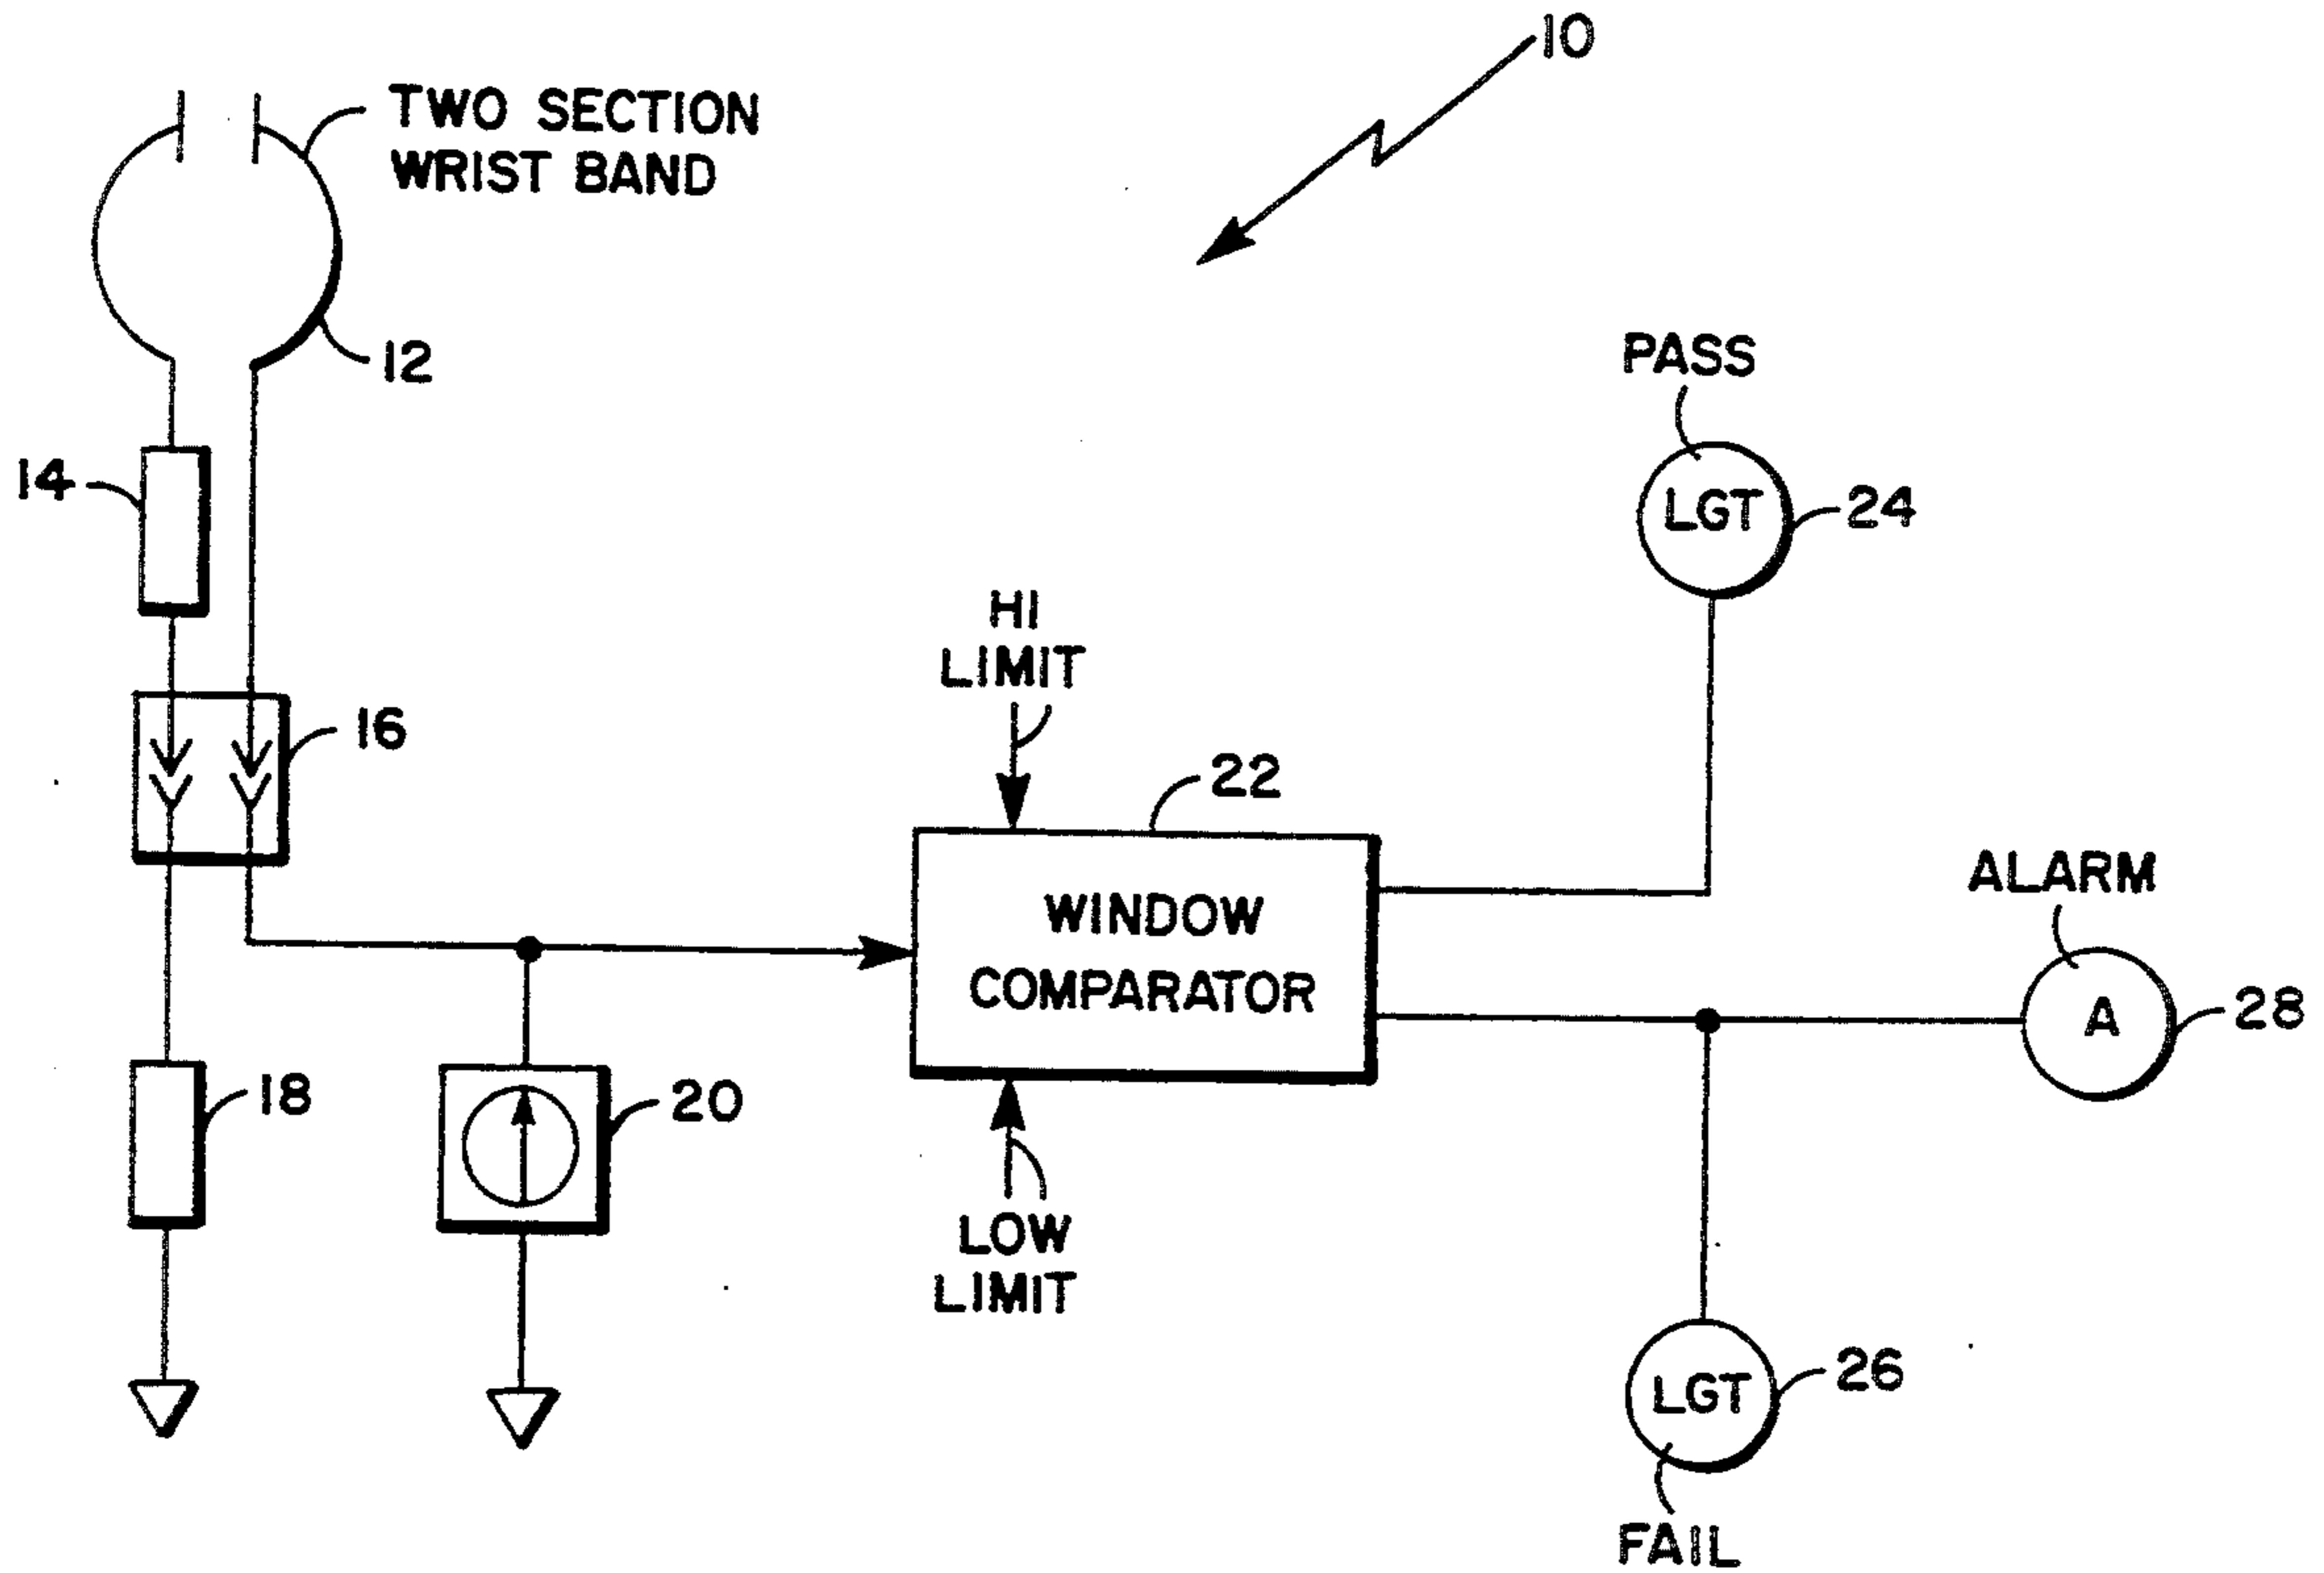 10
TWO SECTION
WRIST BAND
12
PASS
LGT
24
14
HI
LIMIT
16
22
WINDOW
COMPARATOR
ALARM
A
28
18
20
LOW
LIMIT
LGT
26
FAIL